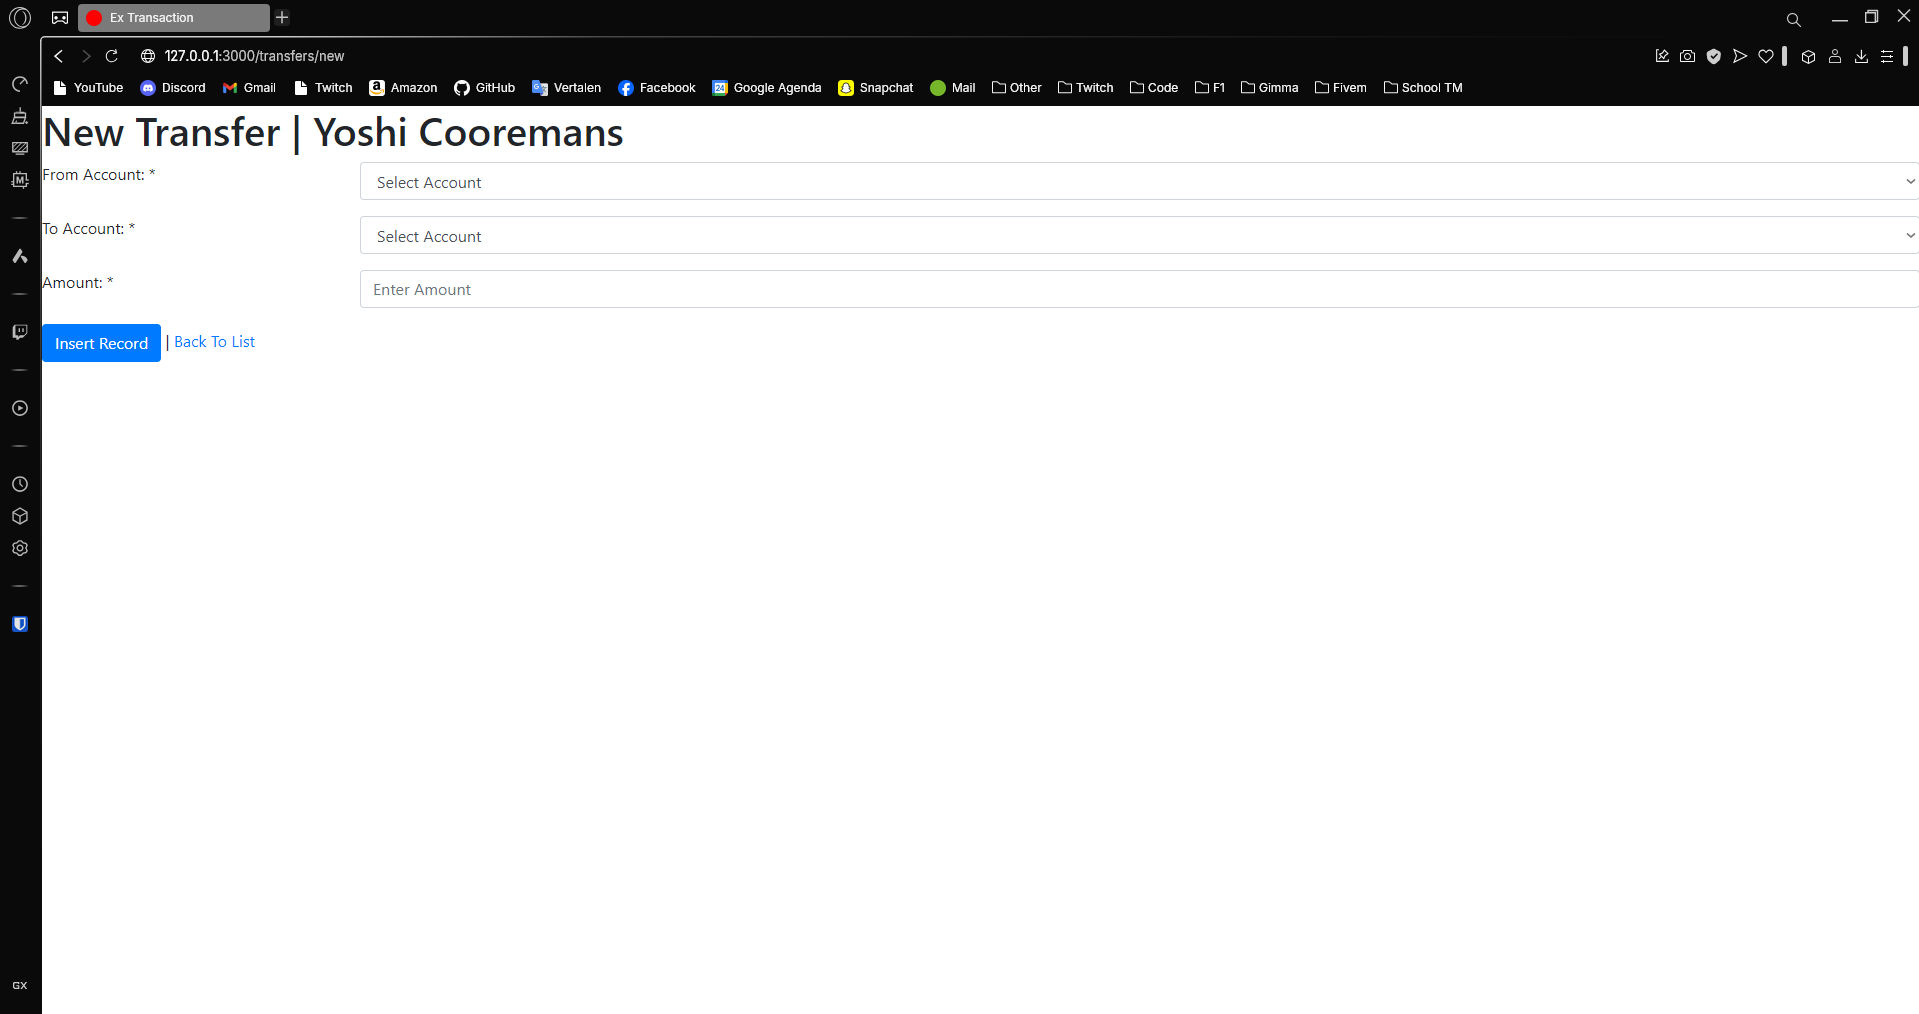 Ex Transaction
127.0.0.1:3000/transfers/new
YouTube Discord Gmail Twitch Amazon GitHub Vertalen Facebook Google Agenda Snapchat Mail Other Twitch Code F1 Gimma Fivem School TM
New Transfer | Yoshi Cooremans
From Account: *
Select Account
To Account: *
Select Account
Amount: *
Enter Amount
Insert Record | Back To List
GX